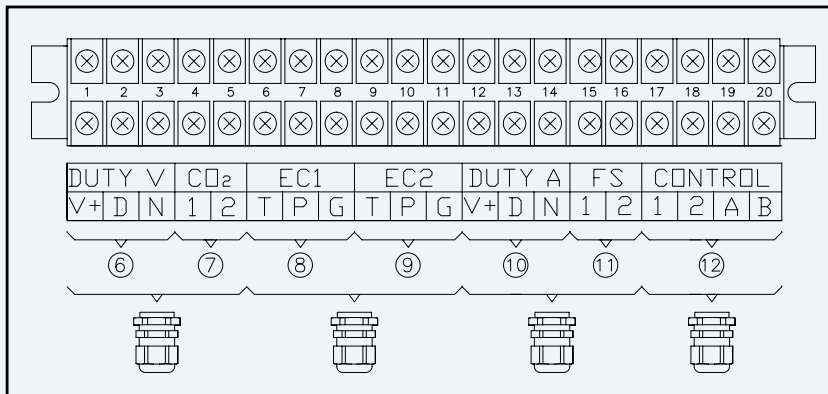 1 2 3 4 5 6 7 8 9 10 11 12 13 14 15 16 17 18 19 20
DUTY V CO₂ EC1 EC2 DUTY A FS CONTROL
V+ D N 1 2 T P G T P G V+ D N 1 2 1 2 A B
6 7 8 9 10 11 12